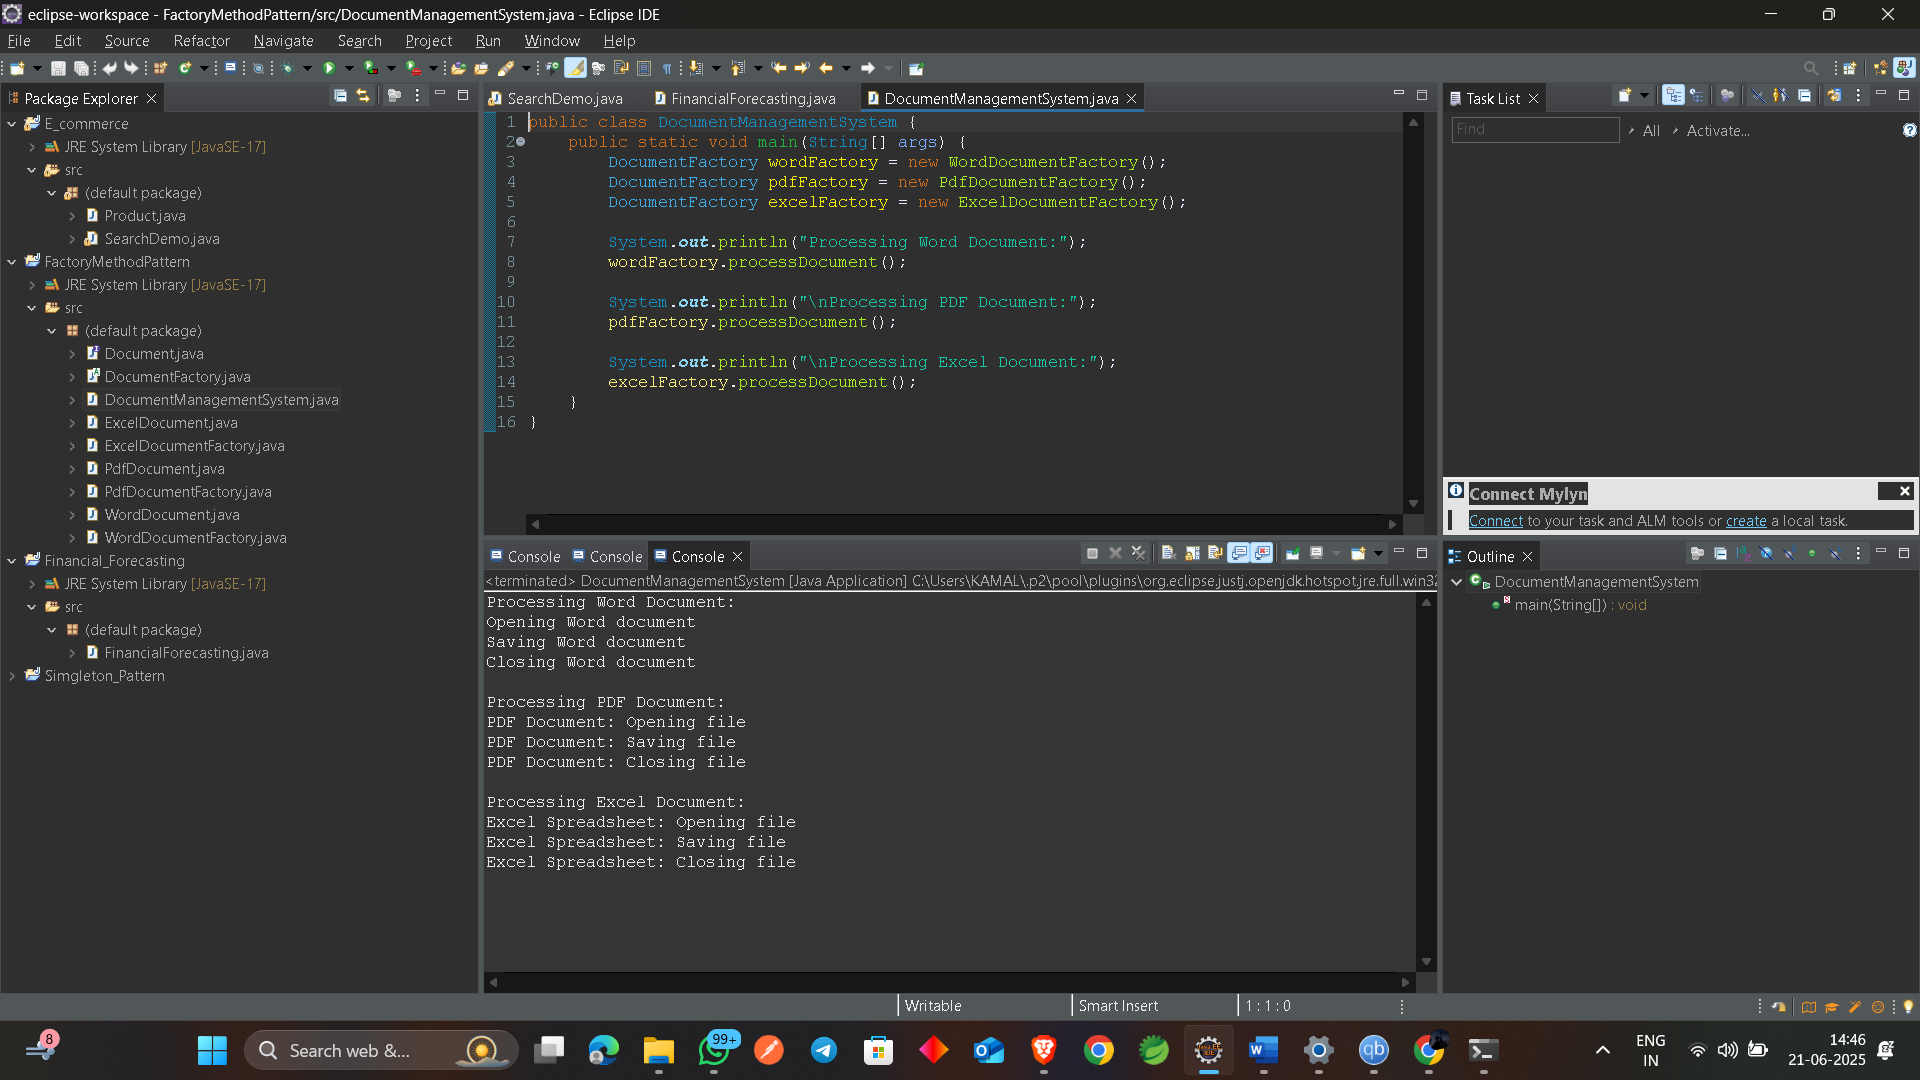 eclipse-workspace - FactoryMethodPattern/src/DocumentManagementSystem.java - Eclipse IDE
File Edit Source Refactor Navigate Search Project Run Window Help
Package Explorer
E_commerce
JRE System Library [JavaSE-17]
src
(default package)
Product.java
SearchDemo.java
FactoryMethodPattern
JRE System Library [JavaSE-17]
src
(default package)
Document.java
DocumentFactory.java
DocumentManagementSystem.java
ExcelDocument.java
ExcelDocumentFactory.java
PdfDocument.java
PdfDocumentFactory.java
WordDocument.java
WordDocumentFactory.java
Financial_Forecasting
JRE System Library [JavaSE-17]
src
(default package)
FinancialForecasting.java
Simgleton_Pattern
SearchDemo.java FinancialForecasting.java DocumentManagementSystem.java
1 public class DocumentManagementSystem {
2 public static void main(String[] args) {
3 DocumentFactory wordFactory = new WordDocumentFactory();
4 DocumentFactory pdfFactory = new PdfDocumentFactory();
5 DocumentFactory excelFactory = new ExcelDocumentFactory();
6
7 System.out.println("Processing Word Document:");
8 wordFactory.processDocument();
9
10 System.out.println("\nProcessing PDF Document:");
11 pdfFactory.processDocument();
12
13 System.out.println("\nProcessing Excel Document:");
14 excelFactory.processDocument();
15 }
16 }
Console Console Console
<terminated> DocumentManagementSystem [Java Application] C:\Users\KAMAL\.p2\pool\plugins\org.eclipse.justj.openjdk.hotspot.jre.full.win32
Processing Word Document:
Opening Word document
Saving Word document
Closing Word document
Processing PDF Document:
PDF Document: Opening file
PDF Document: Saving file
PDF Document: Closing file
Processing Excel Document:
Excel Spreadsheet: Opening file
Excel Spreadsheet: Saving file
Excel Spreadsheet: Closing file
Task List
Find All Activate...
Connect Mylyn
Connect to your task and ALM tools or create a local task.
Outline
DocumentManagementSystem
main(String[]) : void
Writable Smart Insert 1 : 1 : 0
8
Search web &...
99+
ENG
IN
14:46
21-06-2025